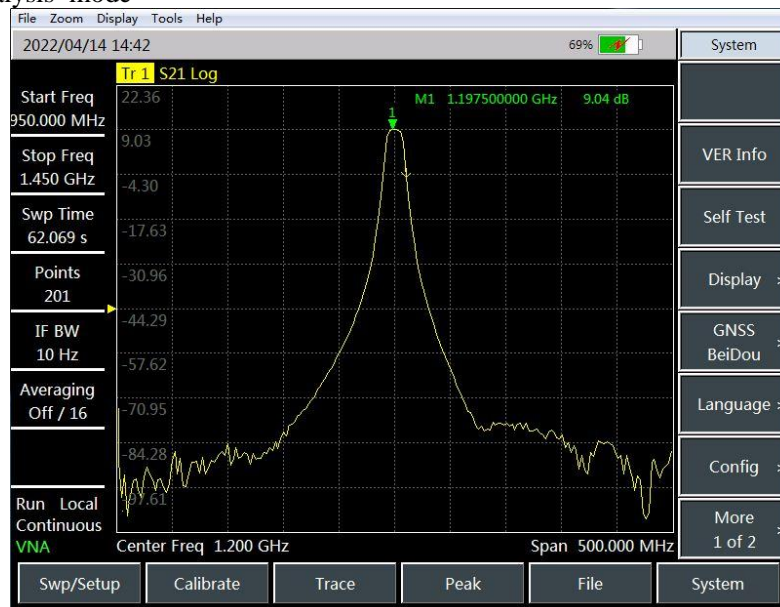 alysis mode
File Zoom Display Tools Help
2022/04/14 14:42
69%
System
Tr 1 S21 Log
Start Freq
950.000 MHz
Stop Freq
1.450 GHz
Swp Time
62.069 s
Points
201
IF BW
10 Hz
Averaging
Off / 16
Run Local
Continuous
VNA
22.36
9.03
-4.30
-17.63
-30.96
-44.29
-57.62
-70.95
-84.28
-97.61
1
M1 1.197500000 GHz 9.04 dB
Center Freq 1.200 GHz
Span 500.000 MHz
VER Info
Self Test
Display >
GNSS
BeiDou >
Language >
Config >
More
1 of 2 >
Swp/Setup
Calibrate
Trace
Peak
File
System